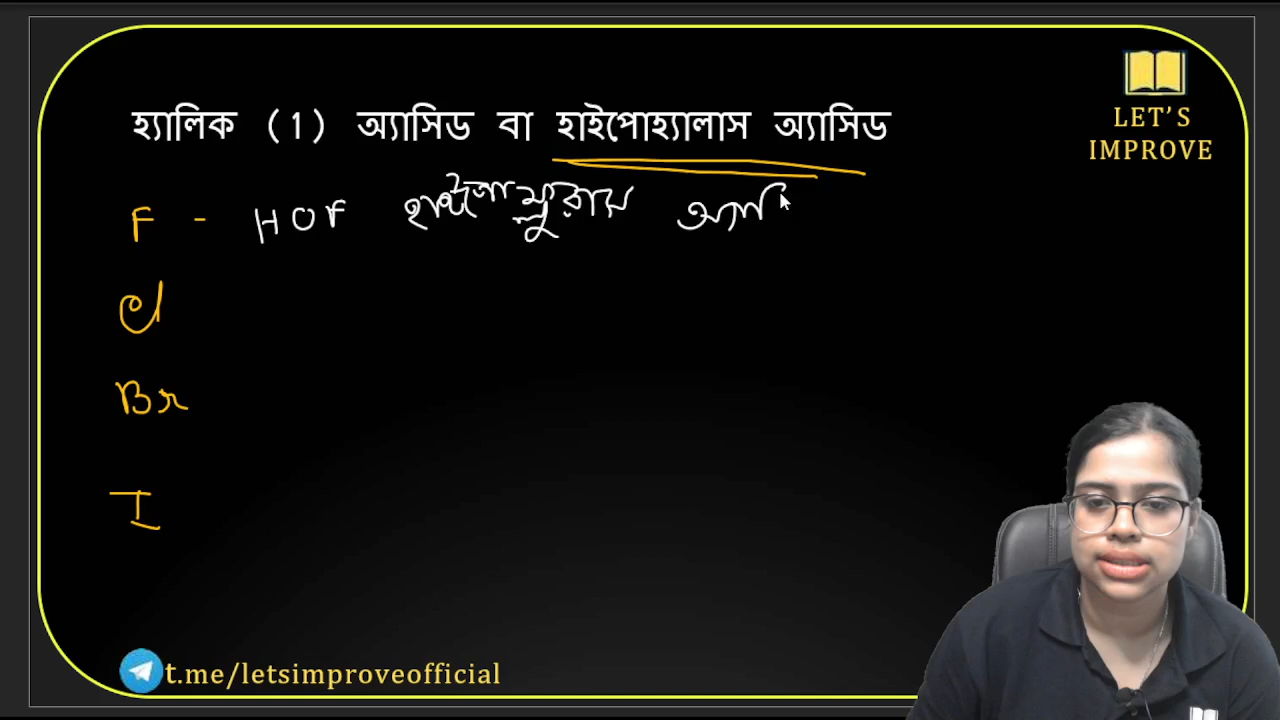 হ্যালিক (1) অ্যাসিড বা হাইপোহ্যালাস অ্যাসিড
LET'S
IMPROVE
F - HOF হাইপোফ্লুরাস অ্যাসি
Cl
Br
I
t.me/letsimproveofficial